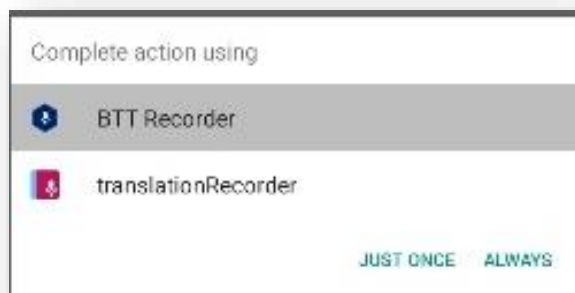 Complete action using
BTT Recorder
translationRecorder
JUST ONCE ALWAYS